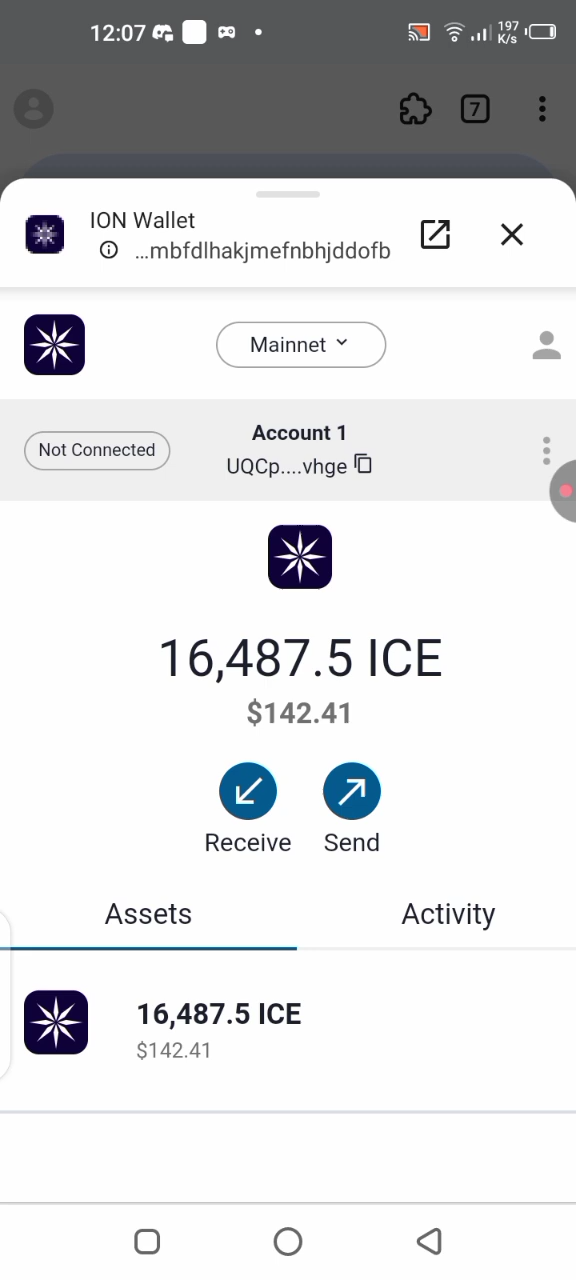 12:07
197
K/s
7
ION Wallet
...mbfdlhakjmefnbhjddofb
Mainnet
Not Connected
Account 1
UQCp....vhge
16,487.5 ICE
$142.41
Receive
Send
Assets
Activity
16,487.5 ICE
$142.41